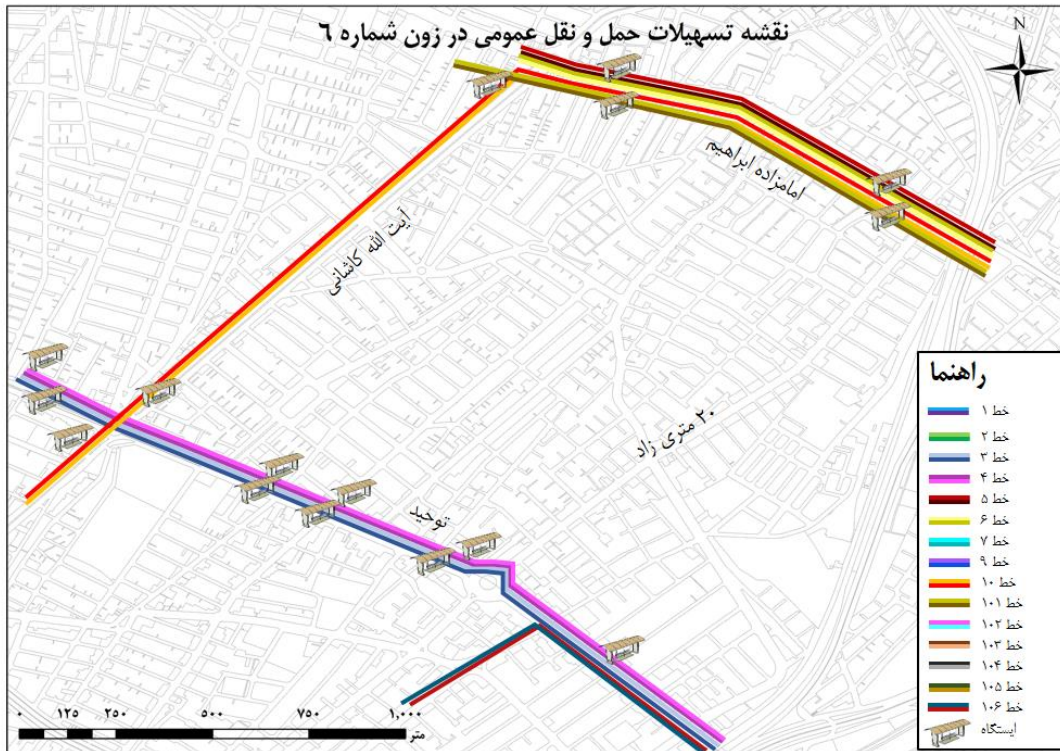 نقشه تسهیلات حمل و نقل عمومی در زون شماره ٦
N
امامزاده ابراهیم
آیت الله کاشانی
۲۰ متری زاد
توحید
راهنما
خط ۱
خط ۲
خط ۳
خط ۴
خط ۵
خط ۶
خط ۷
خط ۹
خط ۱۰
خط ۱۰۱
خط ۱۰۲
خط ۱۰۳
خط ۱۰۴
خط ۱۰۵
خط ۱۰۶
ایستگاه
۰ ۱۲۵ ۲۵۰ ۵۰۰ ۷۵۰ ۱,۰۰۰
متر